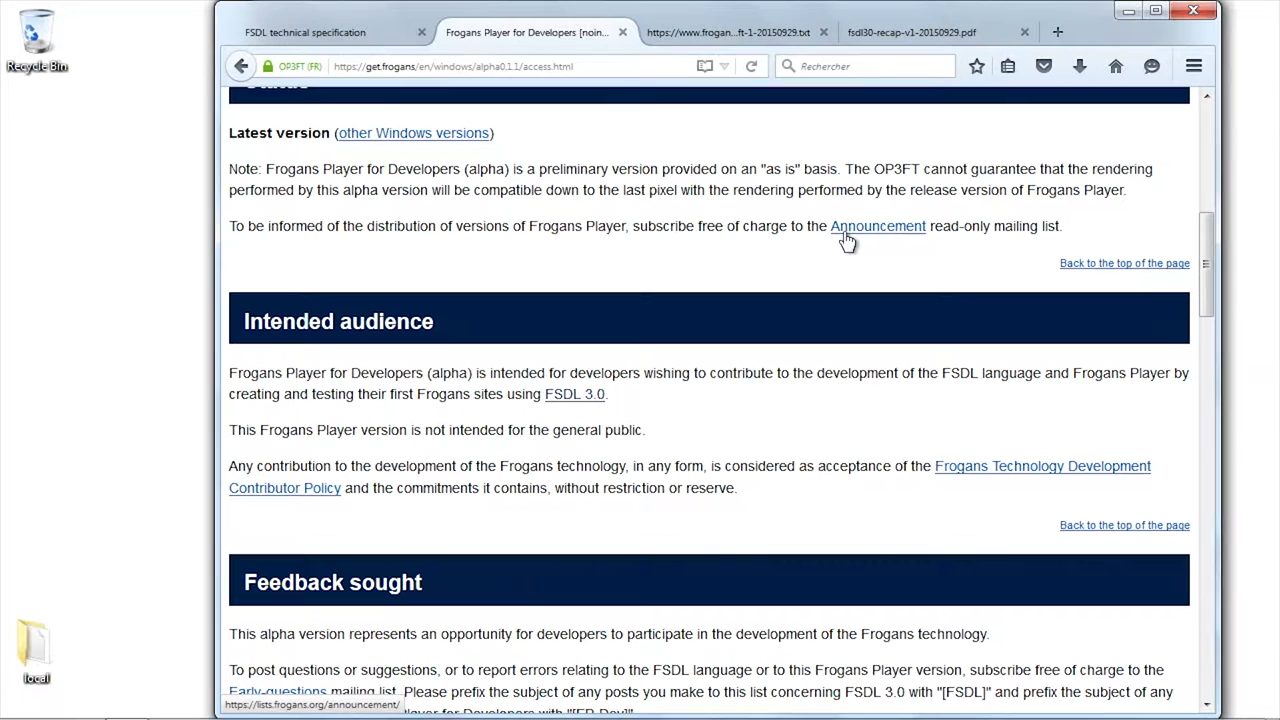 Recycle Bin
local
FSDL technical specification
Frogans Player for Developers [noin...
https://www.frogan...ft-1-20150929.txt
fsdl30-recap-v1-20150929.pdf
OP3FT (FR)
https://get.frogans/en/windows/alpha0.1.1/access.html
Rechercher
Status
Latest version (other Windows versions)
Note: Frogans Player for Developers (alpha) is a preliminary version provided on an "as is" basis. The OP3FT cannot guarantee that the rendering
performed by this alpha version will be compatible down to the last pixel with the rendering performed by the release version of Frogans Player.
To be informed of the distribution of versions of Frogans Player, subscribe free of charge to the Announcement read-only mailing list.
Back to the top of the page
Intended audience
Frogans Player for Developers (alpha) is intended for developers wishing to contribute to the development of the FSDL language and Frogans Player by
creating and testing their first Frogans sites using FSDL 3.0.
This Frogans Player version is not intended for the general public.
Any contribution to the development of the Frogans technology, in any form, is considered as acceptance of the Frogans Technology Development
Contributor Policy and the commitments it contains, without restriction or reserve.
Back to the top of the page
Feedback sought
This alpha version represents an opportunity for developers to participate in the development of the Frogans technology.
To post questions or suggestions, or to report errors relating to the FSDL language or to this Frogans Player version, subscribe free of charge to the
Early-questions mailing list. Please prefix the subject of any posts you make to this list concerning FSDL 3.0 with "[FSDL]" and prefix the subject of any
https://lists.frogans.org/announcement/
layer for Developers with "[FP-Dev]"